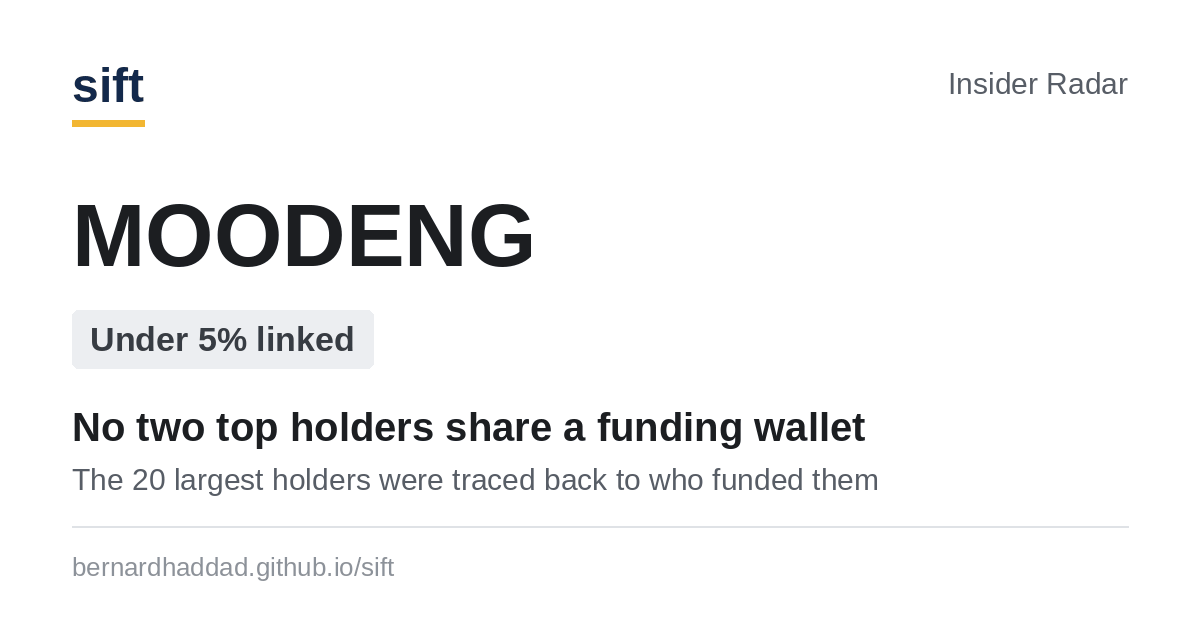 sift
Insider Radar
MOODENG
Under 5% linked
No two top holders share a funding wallet
The 20 largest holders were traced back to who funded them
bernardhaddad.github.io/sift